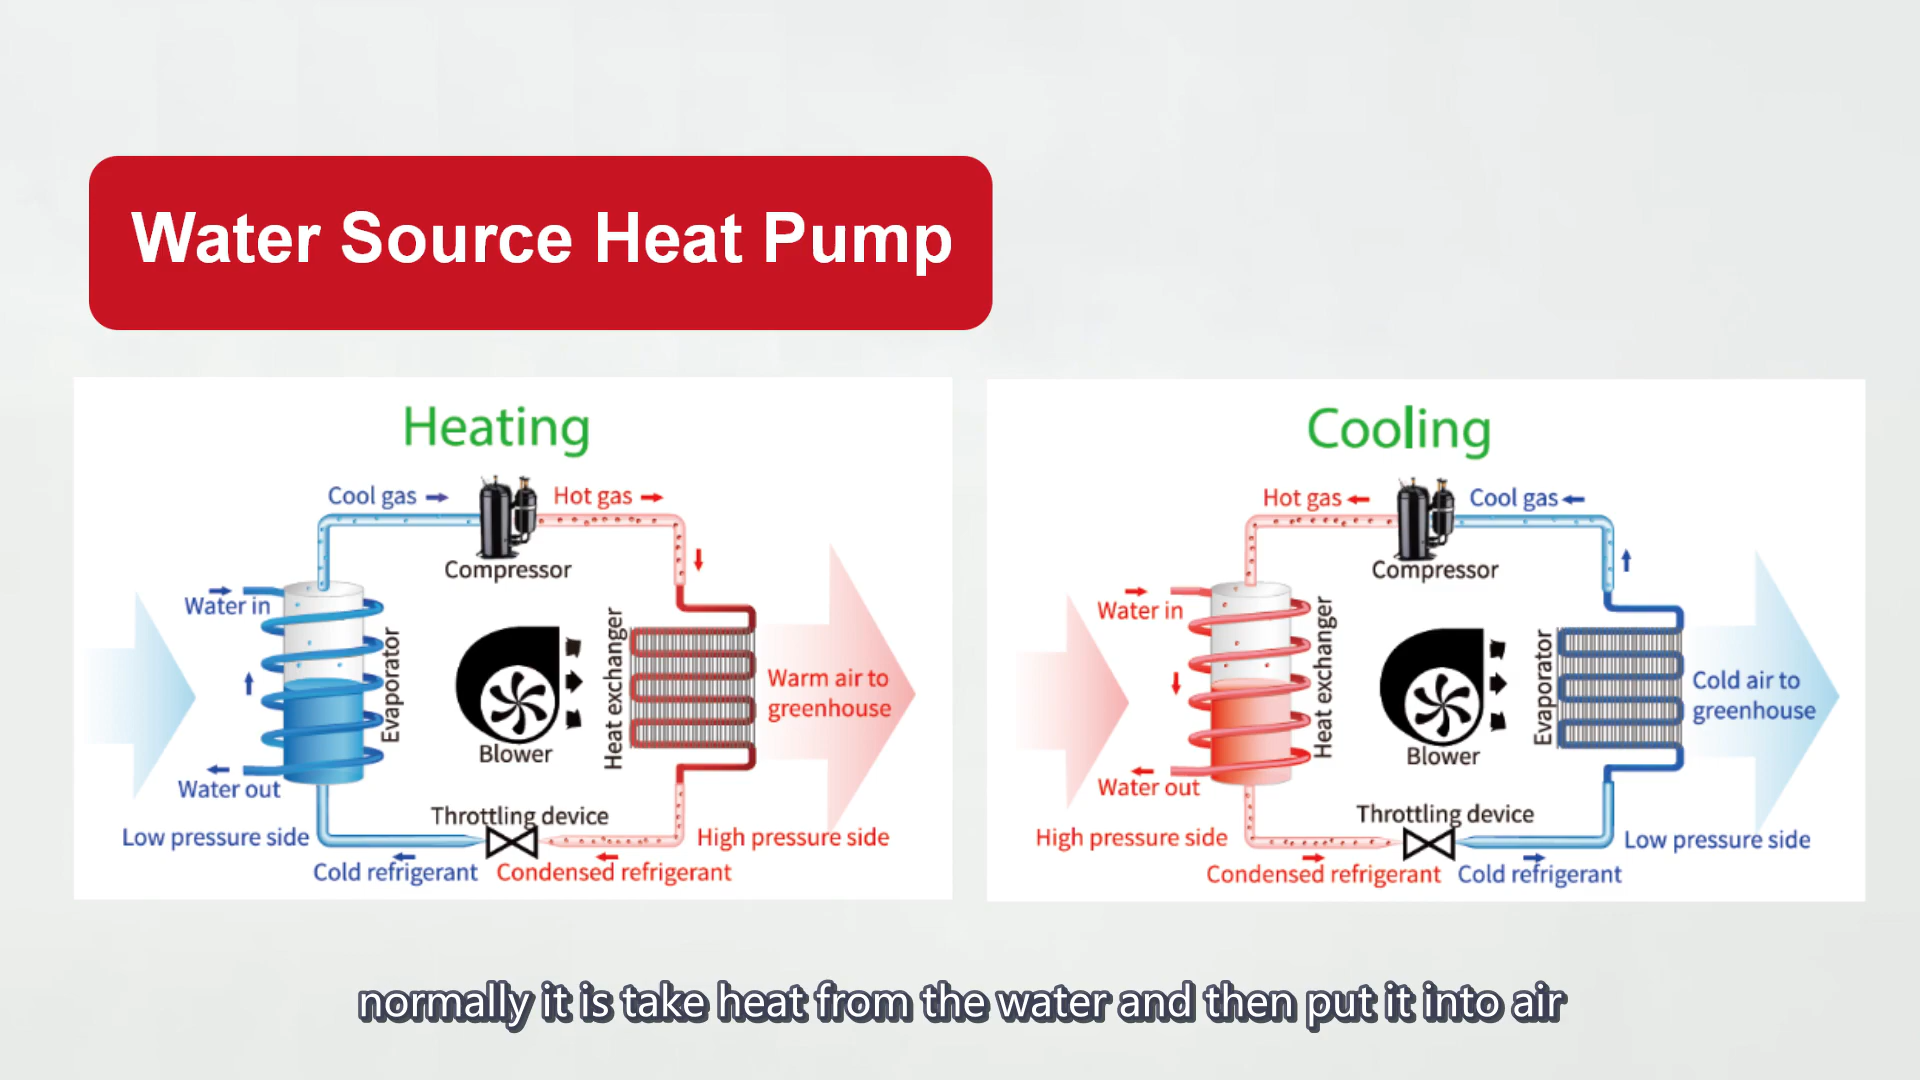 Water Source Heat Pump
Heating
Cool gas
Hot gas
Compressor
Water in
Evaporator
Heat exchanger
Warm air to
greenhouse
Blower
Water out
Throttling device
Low pressure side
High pressure side
Cold refrigerant
Condensed refrigerant
Cooling
Hot gas
Cool gas
Compressor
Water in
Heat exchanger
Evaporator
Cold air to
greenhouse
Blower
Water out
Throttling device
High pressure side
Low pressure side
Condensed refrigerant
Cold refrigerant
normally it is take heat from the water and then put it into air